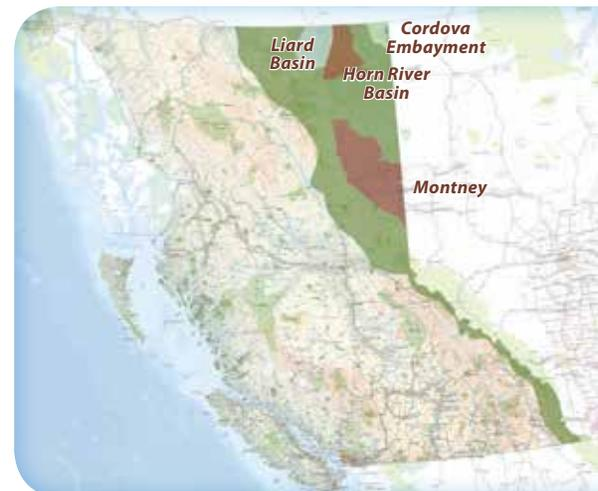 Liard
Basin
Cordova
Embayment
Horn River
Basin
Montney